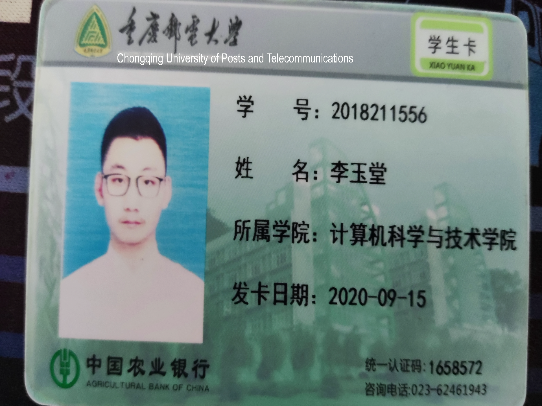 重庆邮电大学
Chongqing University of Posts and Telecommunications
学生卡
XIAO YUAN KA
段
学 号：2018211556
姓 名：李玉堂
所属学院：计算机科学与技术学院
发卡日期：2020-09-15
中国农业银行
AGRICULTURAL BANK OF CHINA
统一认证码：1658572
咨询电话：023-62461943